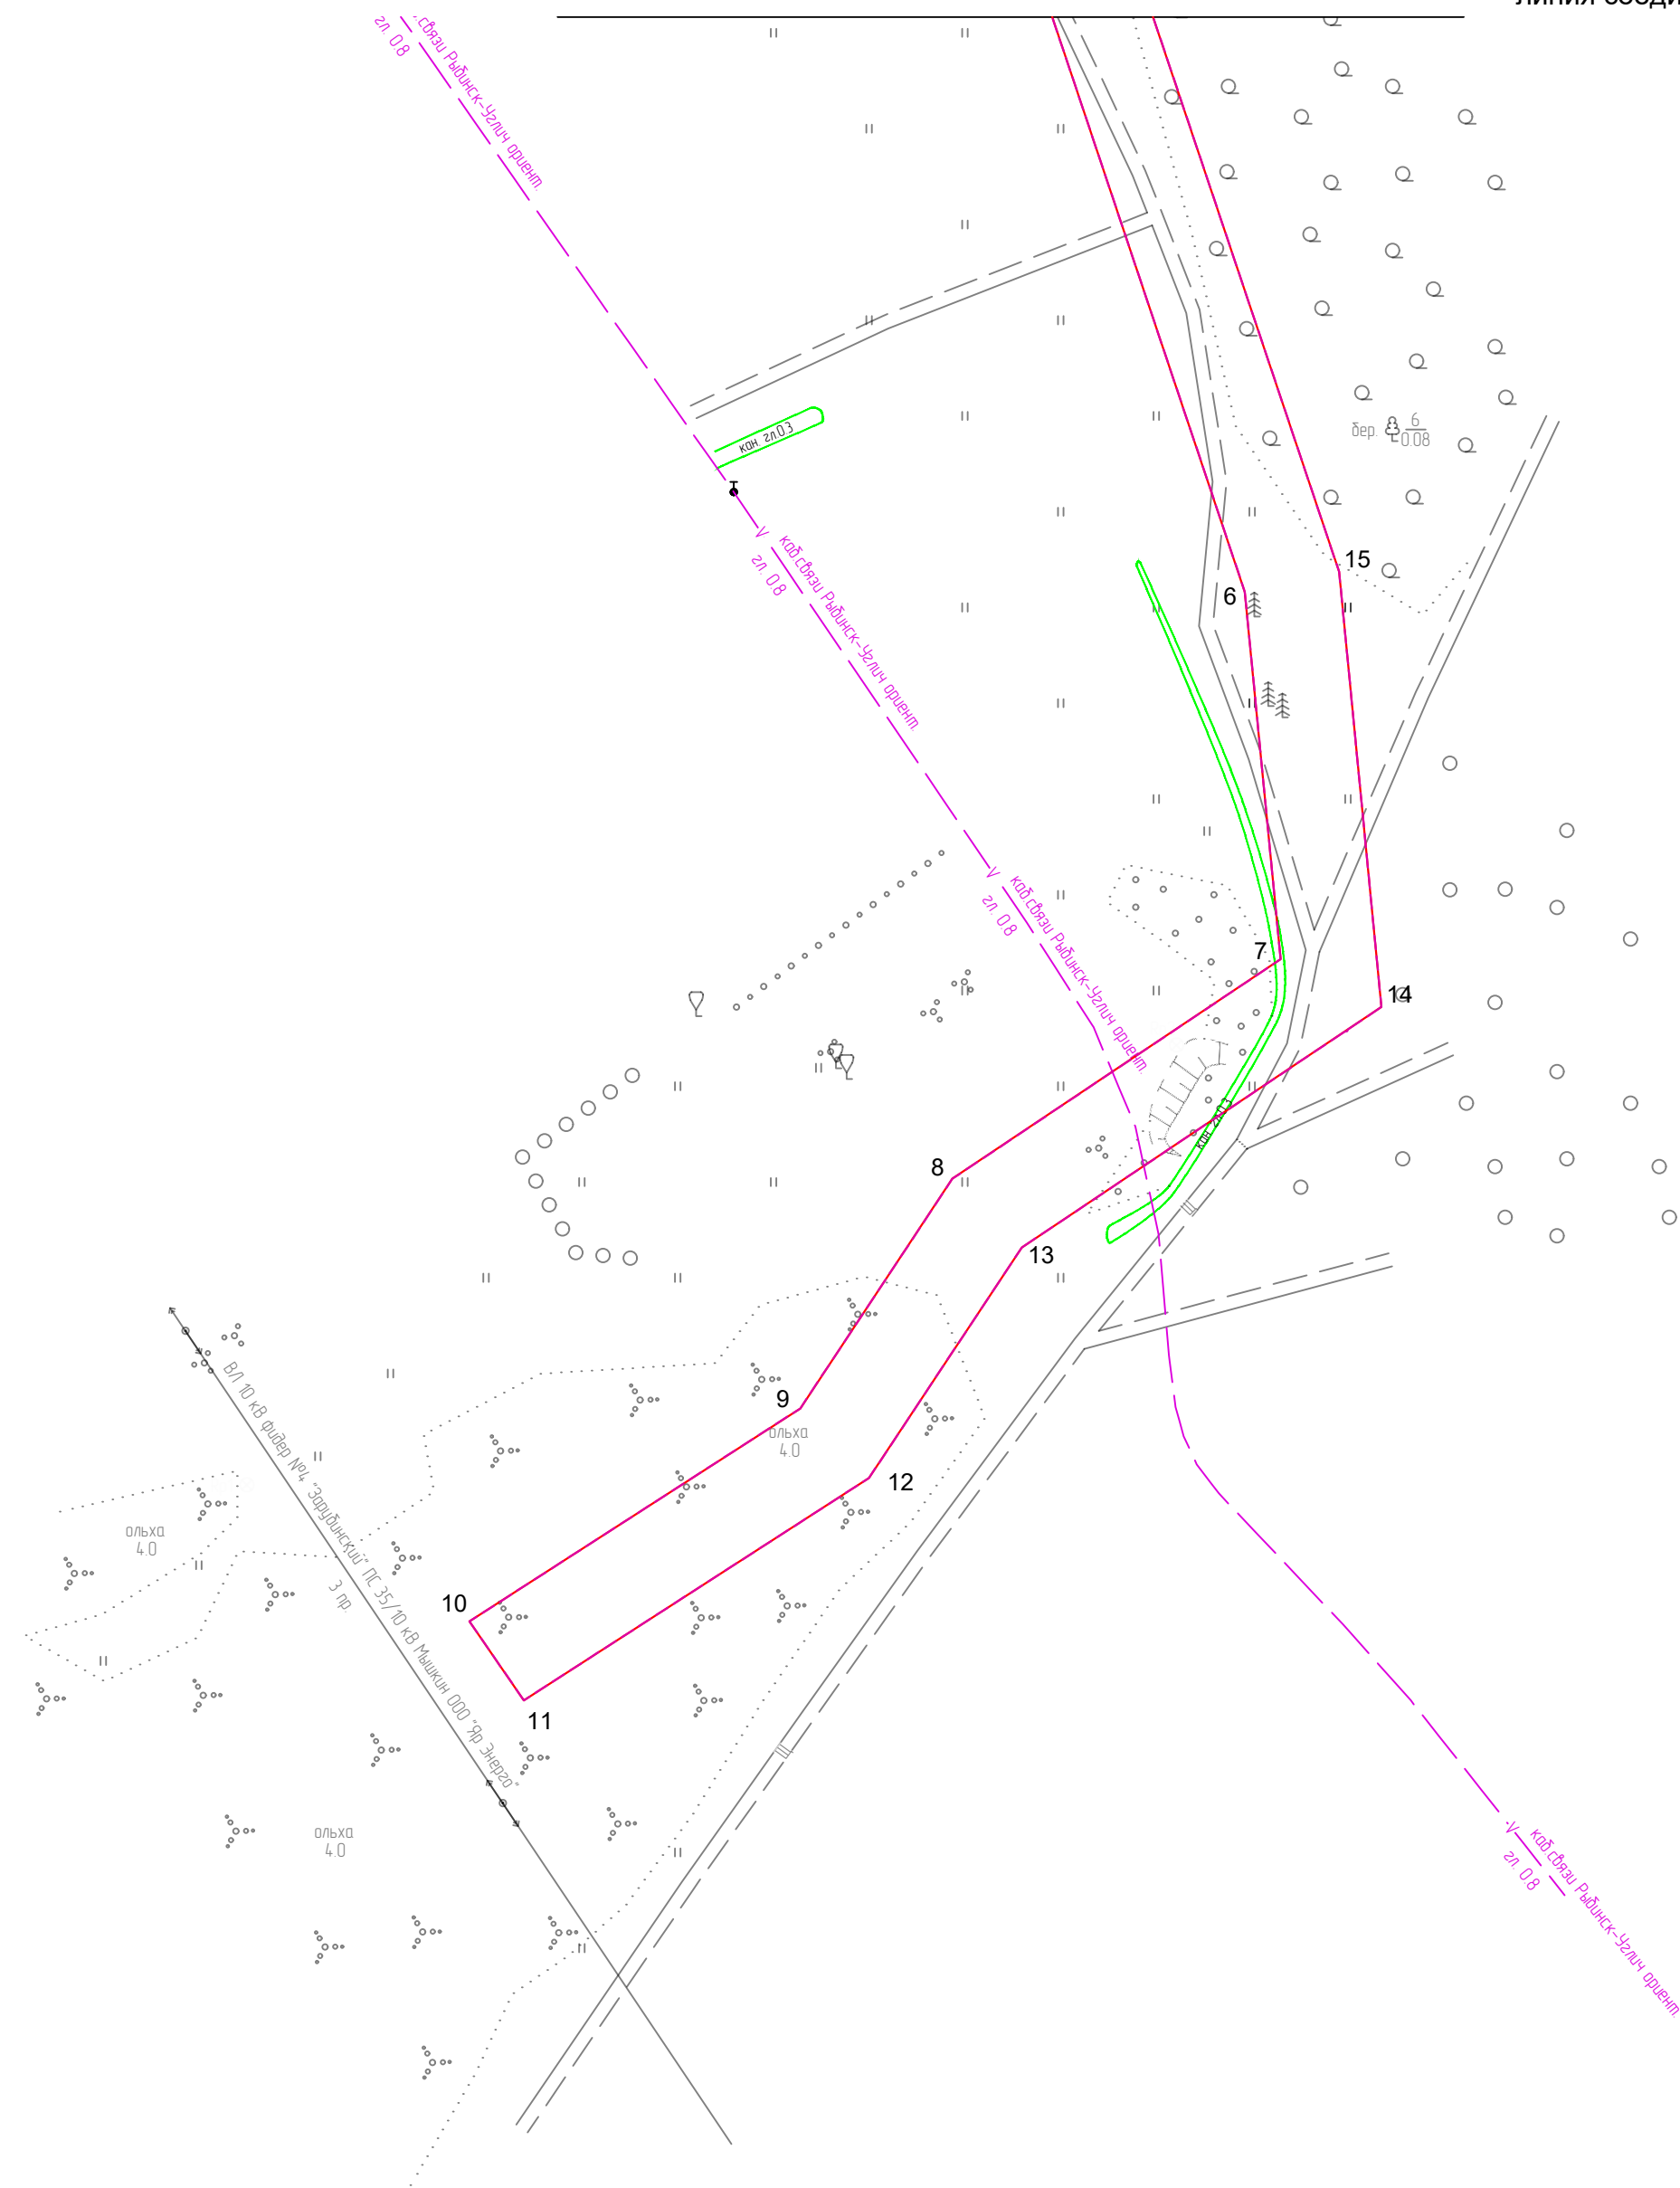 каб.связи Рыбинск-Углич ориент.
гл. 0.8
кан. гл.0.3
бер. 6
0.08
V
каб.связи Рыбинск-Углич ориент.
гл. 0.8
15
6
V
каб.связи Рыбинск-Углич ориент.
гл. 0.8
7
14
кан. гл.0.3
8
13
9
ольха
4.0
12
ВЛ 10 кВ фидер №4 "Зарубинский" ПС 35/10 кВ Мышкин ООО "Яр Энерго"
3 пр.
ольха
4.0
10
11
ольха
4.0
V
каб.связи Рыбинск-Углич ориент.
гл. 0.8